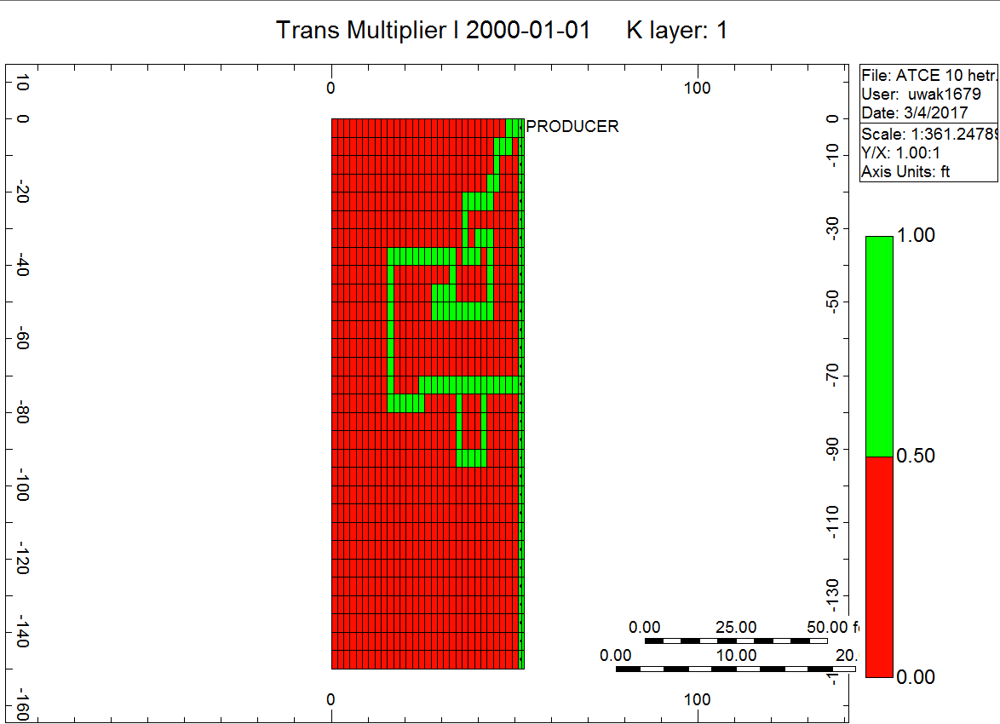 Trans Multiplier I 2000-01-01 K layer: 1
File: ATCE 10 hetr.
User: uwak1679
Date: 3/4/2017
Scale: 1:361.24789
Y/X: 1.00:1
Axis Units: ft
0 100
10
0
-20
-40
-60
-80
-100
-120
-140
-160
PRODUCER
0
-10
-30
-50
-70
-90
-110
-130
1.00
0.50
0.00
0.00 25.00 50.00
0.00 10.00 20.
0 100